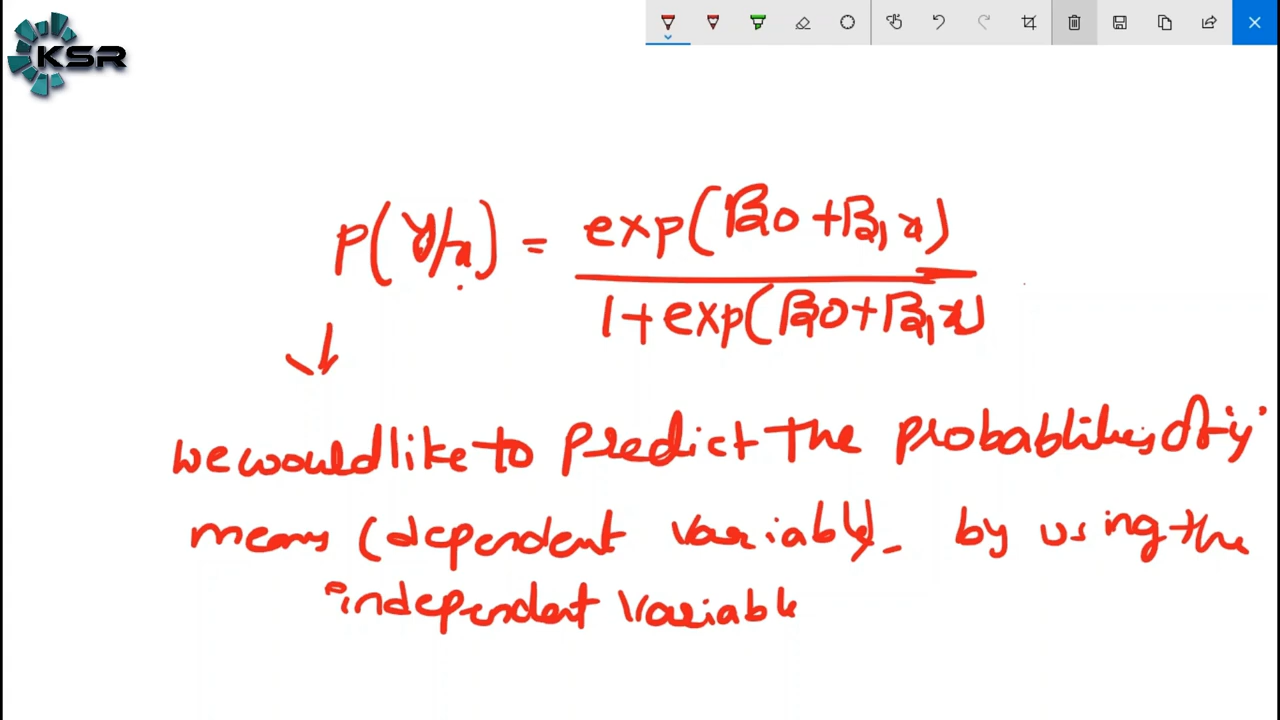 KSR
P(y/x) = exp(β0+β1x)
1+exp(β0+β1x)
we would like to predict the probabilities of 'y'
means (dependent variable) - by using the
independent variable